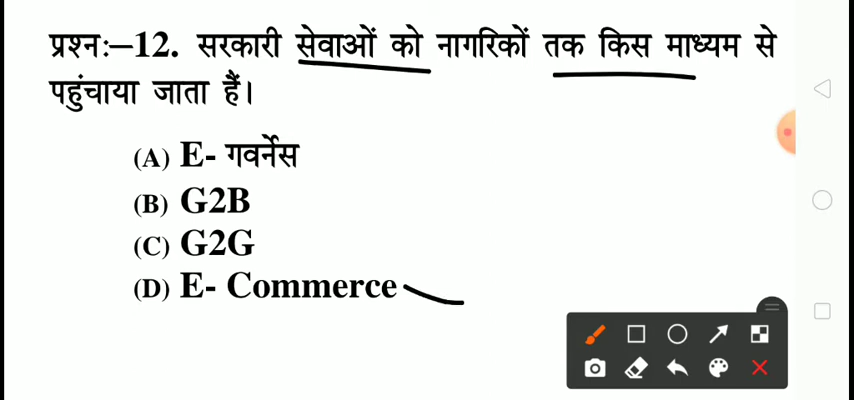 प्रश्नः–12. सरकारी सेवाओं को नागरिकों तक किस माध्यम से
पहुंचाया जाता हैं।
(A) E- गवर्नेस
(B) G2B
(C) G2G
(D) E- Commerce